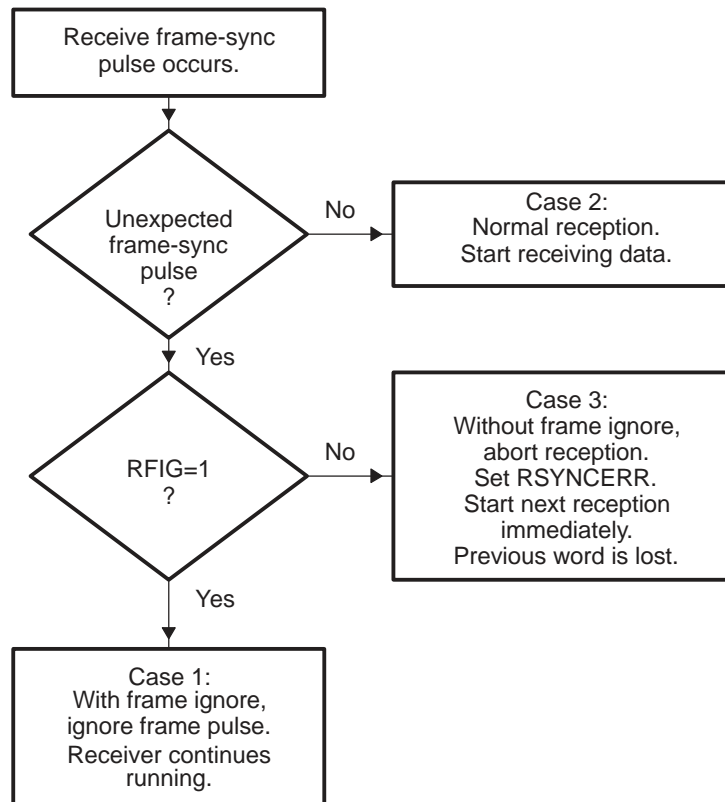 Receive frame-sync
pulse occurs.
Unexpected
frame-sync
pulse
?
No
Case 2:
Normal reception.
Start receiving data.
Yes
RFIG=1
?
No
Case 3:
Without frame ignore,
abort reception.
Set RSYNCERR.
Start next reception
immediately.
Previous word is lost.
Yes
Case 1:
With frame ignore,
ignore frame pulse.
Receiver continues
running.